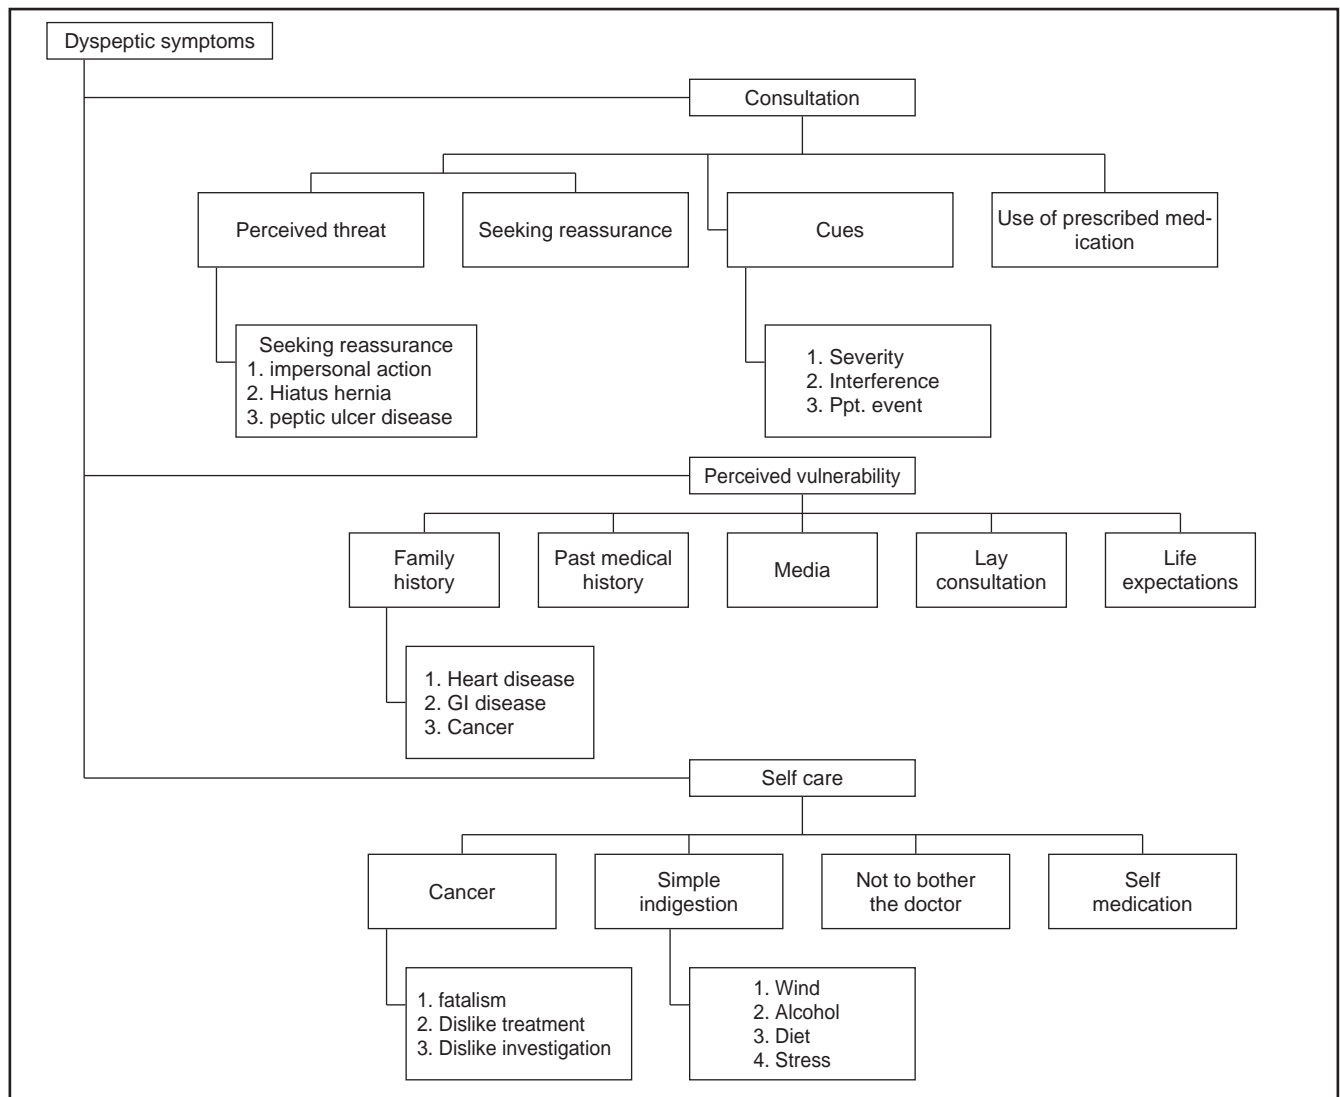 Dyspeptic symptoms
Consultation
Perceived threat
Seeking reassurance
Cues
Use of prescribed med-
ication
Seeking reassurance
1. impersonal action
2. Hiatus hernia
3. peptic ulcer disease
1. Severity
2. Interference
3. Ppt. event
Perceived vulnerability
Family
history
Past medical
history
Media
Lay
consultation
Life
expectations
1. Heart disease
2. GI disease
3. Cancer
Self care
Cancer
Simple
indigestion
Not to bother
the doctor
Self
medication
1. fatalism
2. Dislike treatment
3. Dislike investigation
1. Wind
2. Alcohol
3. Diet
4. Stress